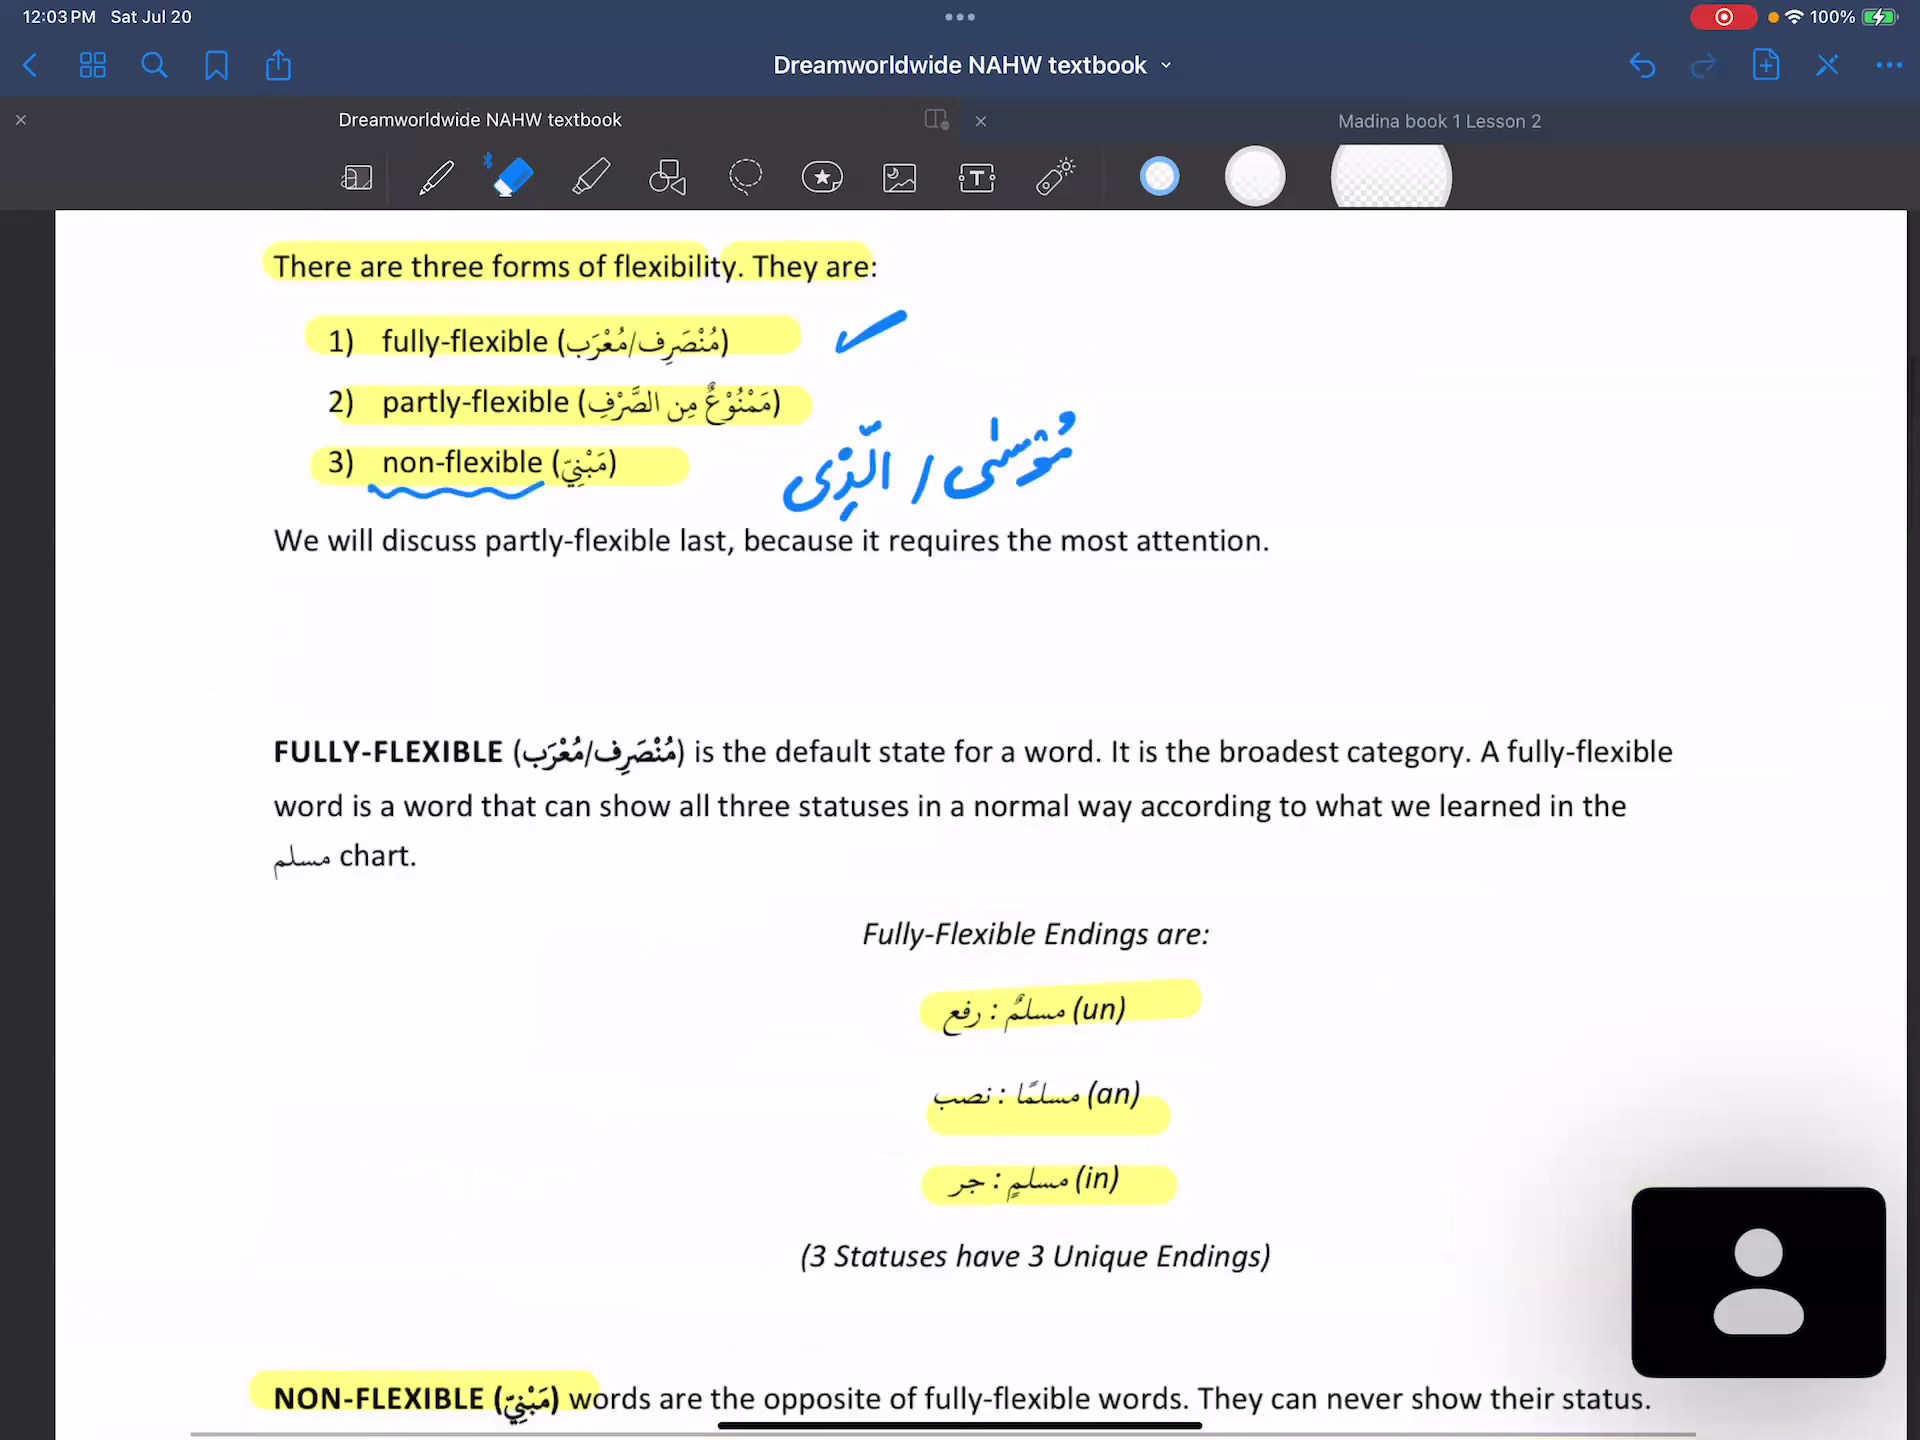 12:03 PM Sat Jul 20
100%
Dreamworldwide NAHW textbook
Dreamworldwide NAHW textbook
Madina book 1 Lesson 2
There are three forms of flexibility. They are:
1) fully-flexible (مُنْصَرِف/مُعْرَب)
2) partly-flexible (مَمْنُوْعٌ مِن الصَّرْفِ)
3) non-flexible (مَبْنِيّ)
مُوْسٰى / الَّذِى
We will discuss partly-flexible last, because it requires the most attention.
FULLY-FLEXIBLE (مُنْصَرِف/مُعْرَب) is the default state for a word. It is the broadest category. A fully-flexible
word is a word that can show all three statuses in a normal way according to what we learned in the
مسلم chart.
Fully-Flexible Endings are:
رفع : مسلمٌ (un)
نصب : مسلمًا (an)
جر : مسلمٍ (in)
(3 Statuses have 3 Unique Endings)
NON-FLEXIBLE (مَبْنِيّ) words are the opposite of fully-flexible words. They can never show their status.